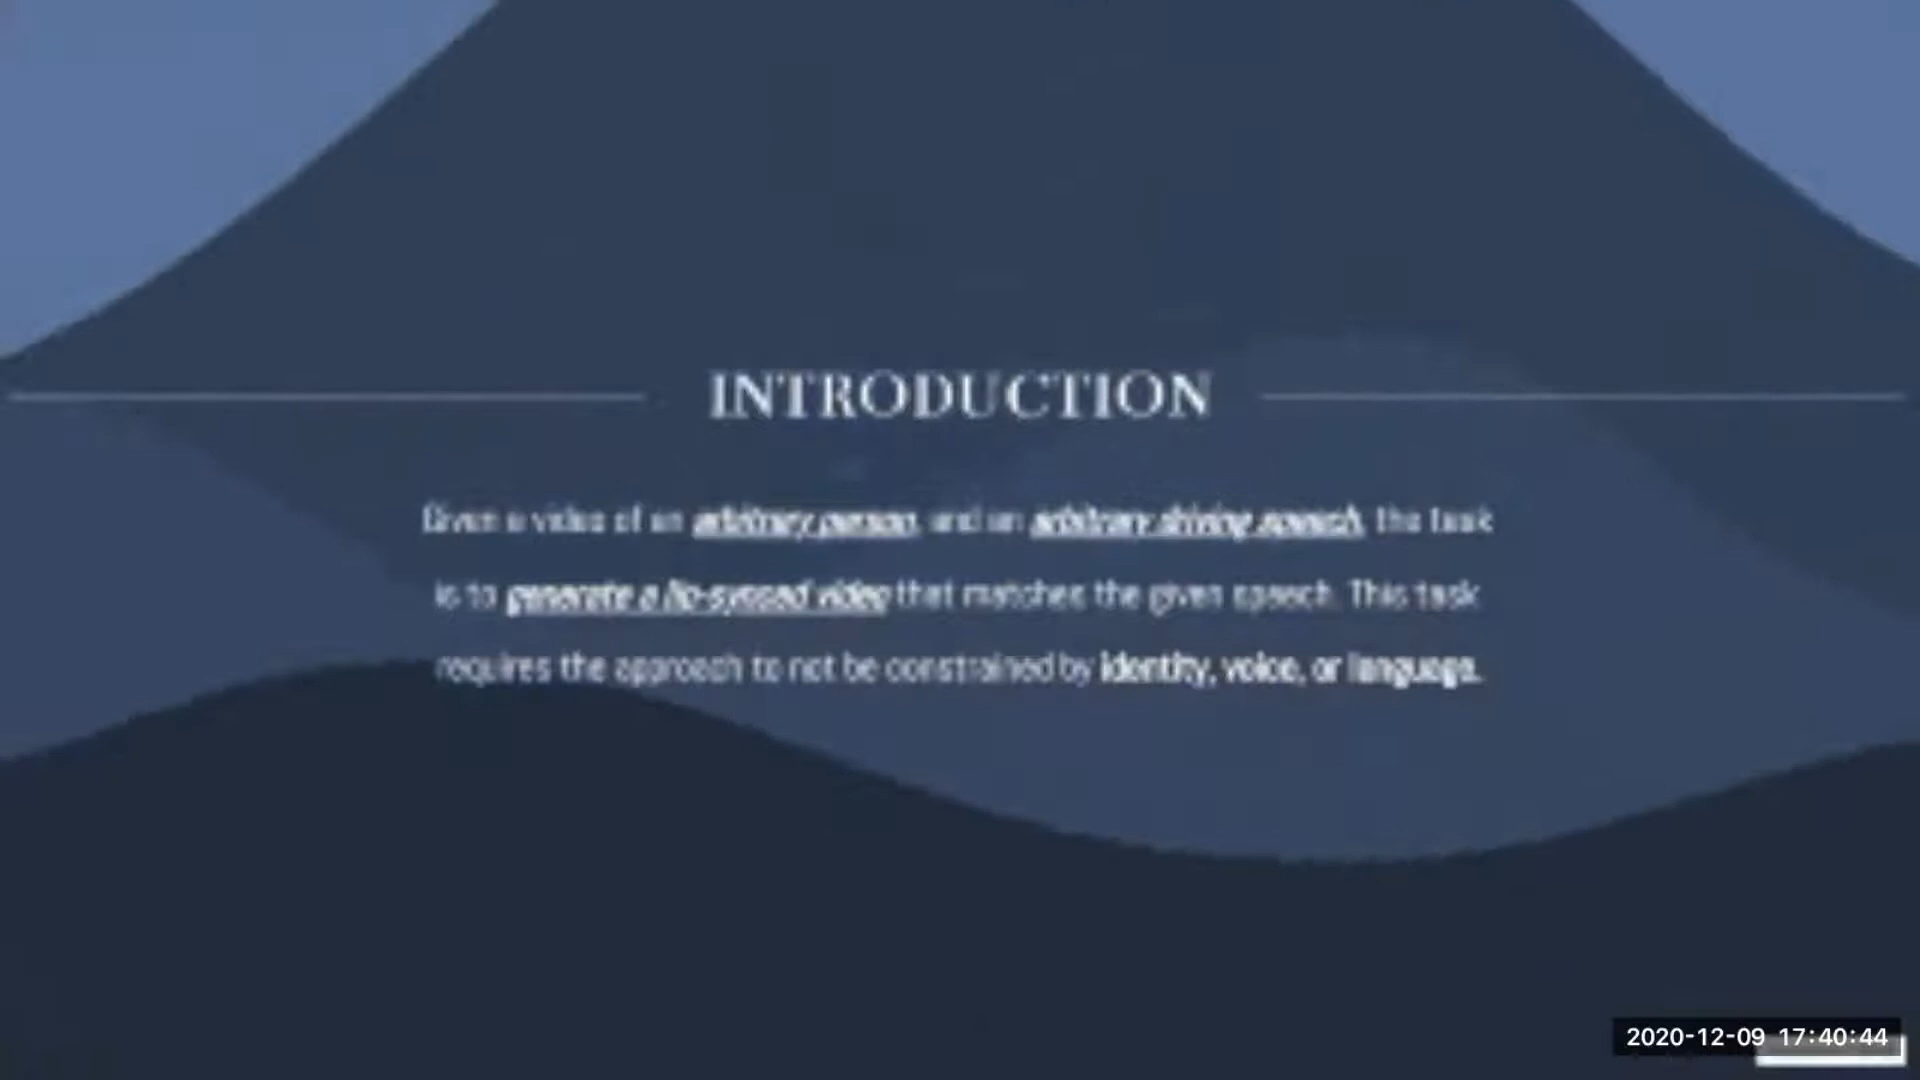 INTRODUCTION
Given a video of an arbitrary person, and an arbitrary driving speech, the task
is to generate a lip-synced video that matches the given speech. This task
requires the approach to not be constrained by identity, voice, or language.
2020-12-09 17:40:44